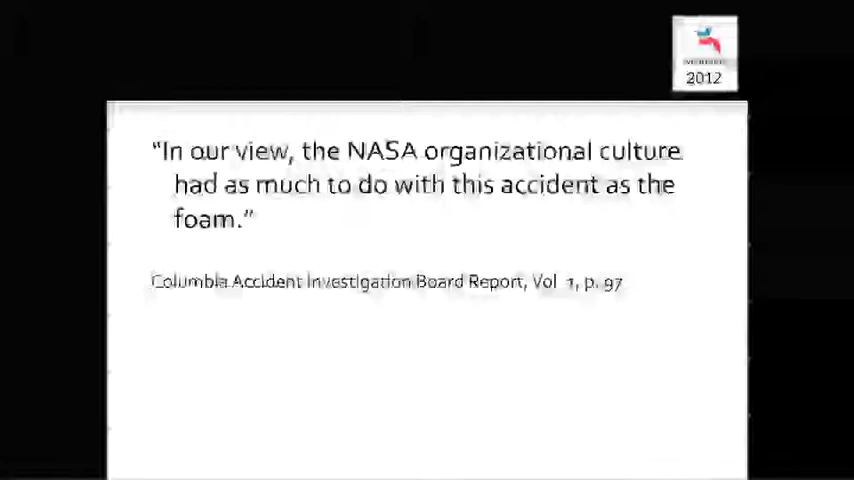 2012
“In our view, the NASA organizational culture
had as much to do with this accident as the
foam.”
Columbia Accident Investigation Board Report, Vol 1, p. 97